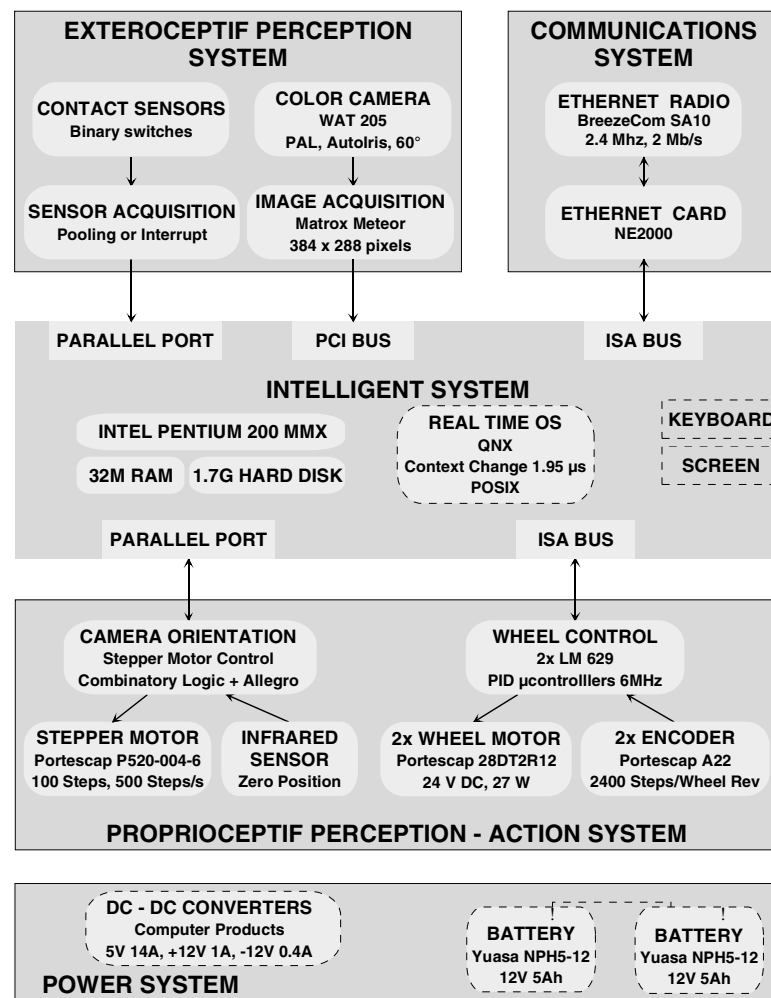 EXTEROCEPTIF PERCEPTION
SYSTEM
CONTACT SENSORS
Binary switches
COLOR CAMERA
WAT 205
PAL, AutoIris, 60°
SENSOR ACQUISITION
Pooling or Interrupt
IMAGE ACQUISITION
Matrox Meteor
384 x 288 pixels
COMMUNICATIONS
SYSTEM
ETHERNET RADIO
BreezeCom SA10
2.4 Mhz, 2 Mb/s
ETHERNET CARD
NE2000
PARALLEL PORT
PCI BUS
ISA BUS
INTELLIGENT SYSTEM
INTEL PENTIUM 200 MMX
32M RAM
1.7G HARD DISK
REAL TIME OS
QNX
Context Change 1.95 µs
POSIX
KEYBOARD
SCREEN
PARALLEL PORT
ISA BUS
CAMERA ORIENTATION
Stepper Motor Control
Combinatory Logic + Allegro
WHEEL CONTROL
2x LM 629
PID µcontrolllers 6MHz
STEPPER MOTOR
Portescap P520-004-6
100 Steps, 500 Steps/s
INFRARED
SENSOR
Zero Position
2x WHEEL MOTOR
Portescap 28DT2R12
24 V DC, 27 W
2x ENCODER
Portescap A22
2400 Steps/Wheel Rev
PROPRIOCEPTIF PERCEPTION - ACTION SYSTEM
DC - DC CONVERTERS
Computer Products
5V 14A, +12V 1A, -12V 0.4A
BATTERY
Yuasa NPH5-12
12V 5Ah
BATTERY
Yuasa NPH5-12
12V 5Ah
POWER SYSTEM